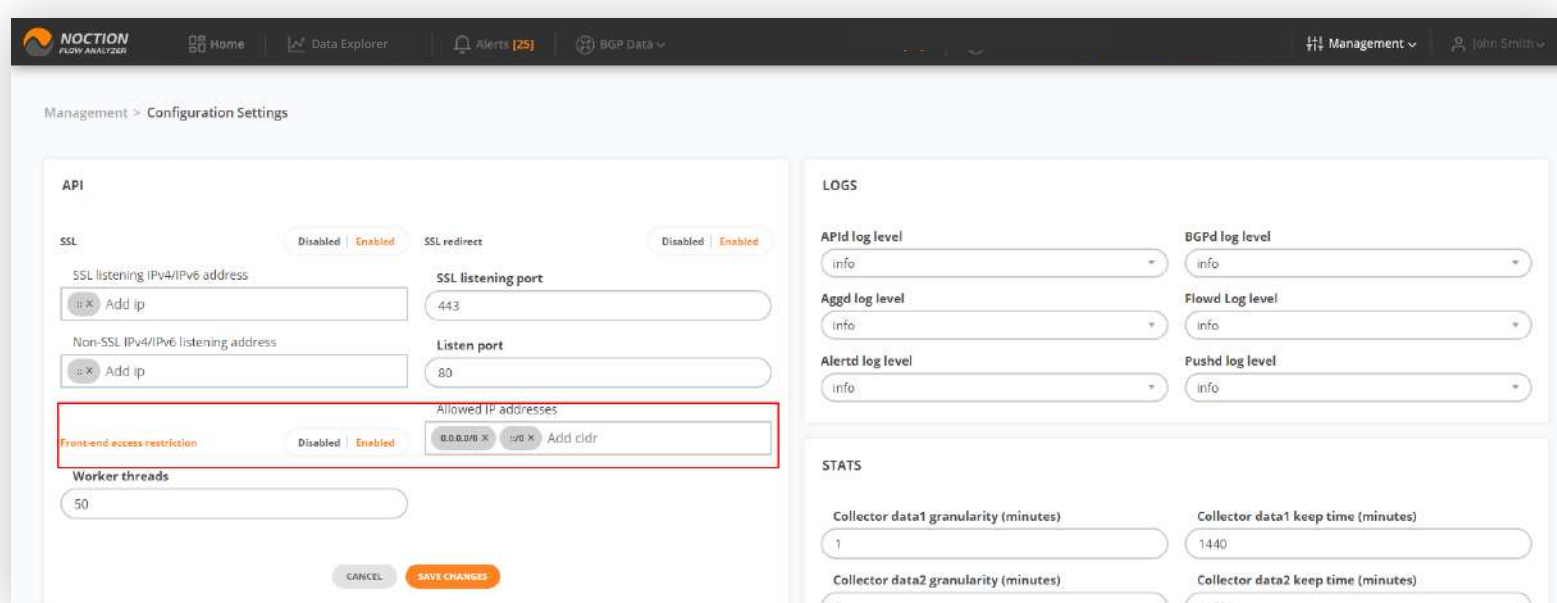 NOCTION
FLOW ANALYZER
Home
Data Explorer
Alerts [25]
BGP Data
Management
John Smith
Management > Configuration Settings
API
SSL
Disabled | Enabled
SSL redirect
Disabled | Enabled
SSL listening IPv4/IPv6 address
:: × Add ip
SSL listening port
443
Non-SSL IPv4/IPv6 listening address
:: × Add ip
Listen port
80
Front-end access restriction
Disabled | Enabled
Allowed IP addresses
0.0.0.0/0 × ::/0 × Add cidr
Worker threads
50
CANCEL
SAVE CHANGES
LOGS
APId log level
info
BGPd log level
info
Aggd log level
info
Flowd Log level
info
Alertd log level
info
Pushd log level
info
STATS
Collector data1 granularity (minutes)
1
Collector data1 keep time (minutes)
1440
Collector data2 granularity (minutes)
Collector data2 keep time (minutes)